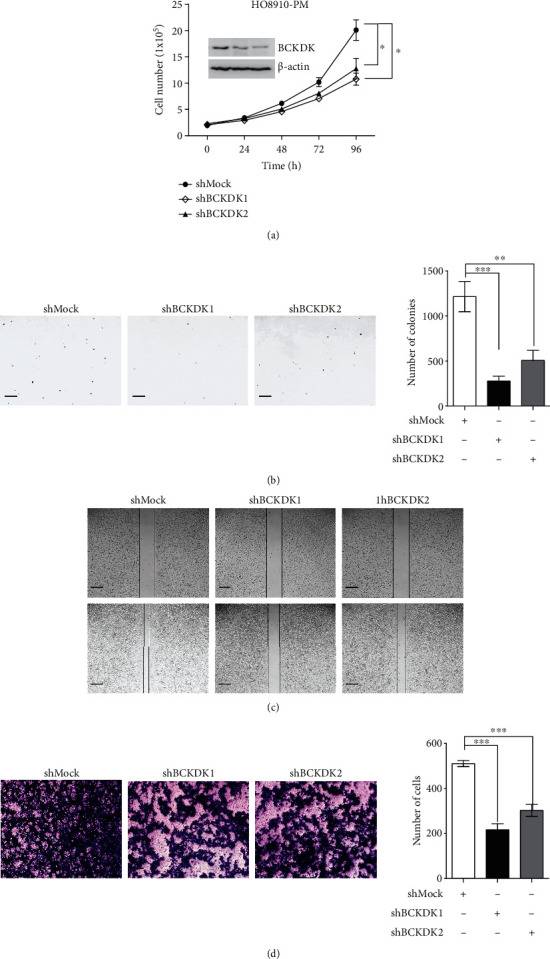 HO8910-PM
Cell number (1x10⁵)
25
20
15
10
5
0
BCKDK
β-actin
*
*
0 24 48 72 96
Time (h)
shMock
shBCKDK1
shBCKDK2
(a)
shMock shBCKDK1 shBCKDK2
Number of colonies
1500
1000
500
0
**
***
shMock + – –
shBCKDK1 – + –
shBCKDK2 – – +
(b)
shMock shBCKDK1 1hBCKDK2
(c)
shMock shBCKDK1 shBCKDK2
Number of cells
600
400
200
0
***
***
shMock + – –
shBCKDK1 – + –
shBCKDK2 – – +
(d)